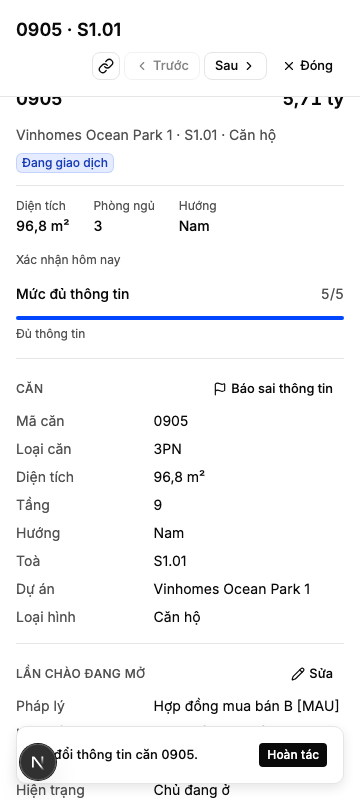 0905 · S1.01
Trước
Sau
Đóng
0905
5,71 tỷ
Vinhomes Ocean Park 1 · S1.01 · Căn hộ
Đang giao dịch
Diện tích
Phòng ngủ
Hướng
96,8 m²
3
Nam
Xác nhận hôm nay
Mức đủ thông tin
5/5
Đủ thông tin
CĂN
Báo sai thông tin
Mã căn
0905
Loại căn
3PN
Diện tích
96,8 m²
Tầng
9
Hướng
Nam
Toà
S1.01
Dự án
Vinhomes Ocean Park 1
Loại hình
Căn hộ
LẦN CHÀO ĐANG MỞ
Sửa
Pháp lý
Hợp đồng mua bán B [MAU]
N
đổi thông tin căn 0905.
Hoàn tác
Hiện trạng
Chủ đang ở